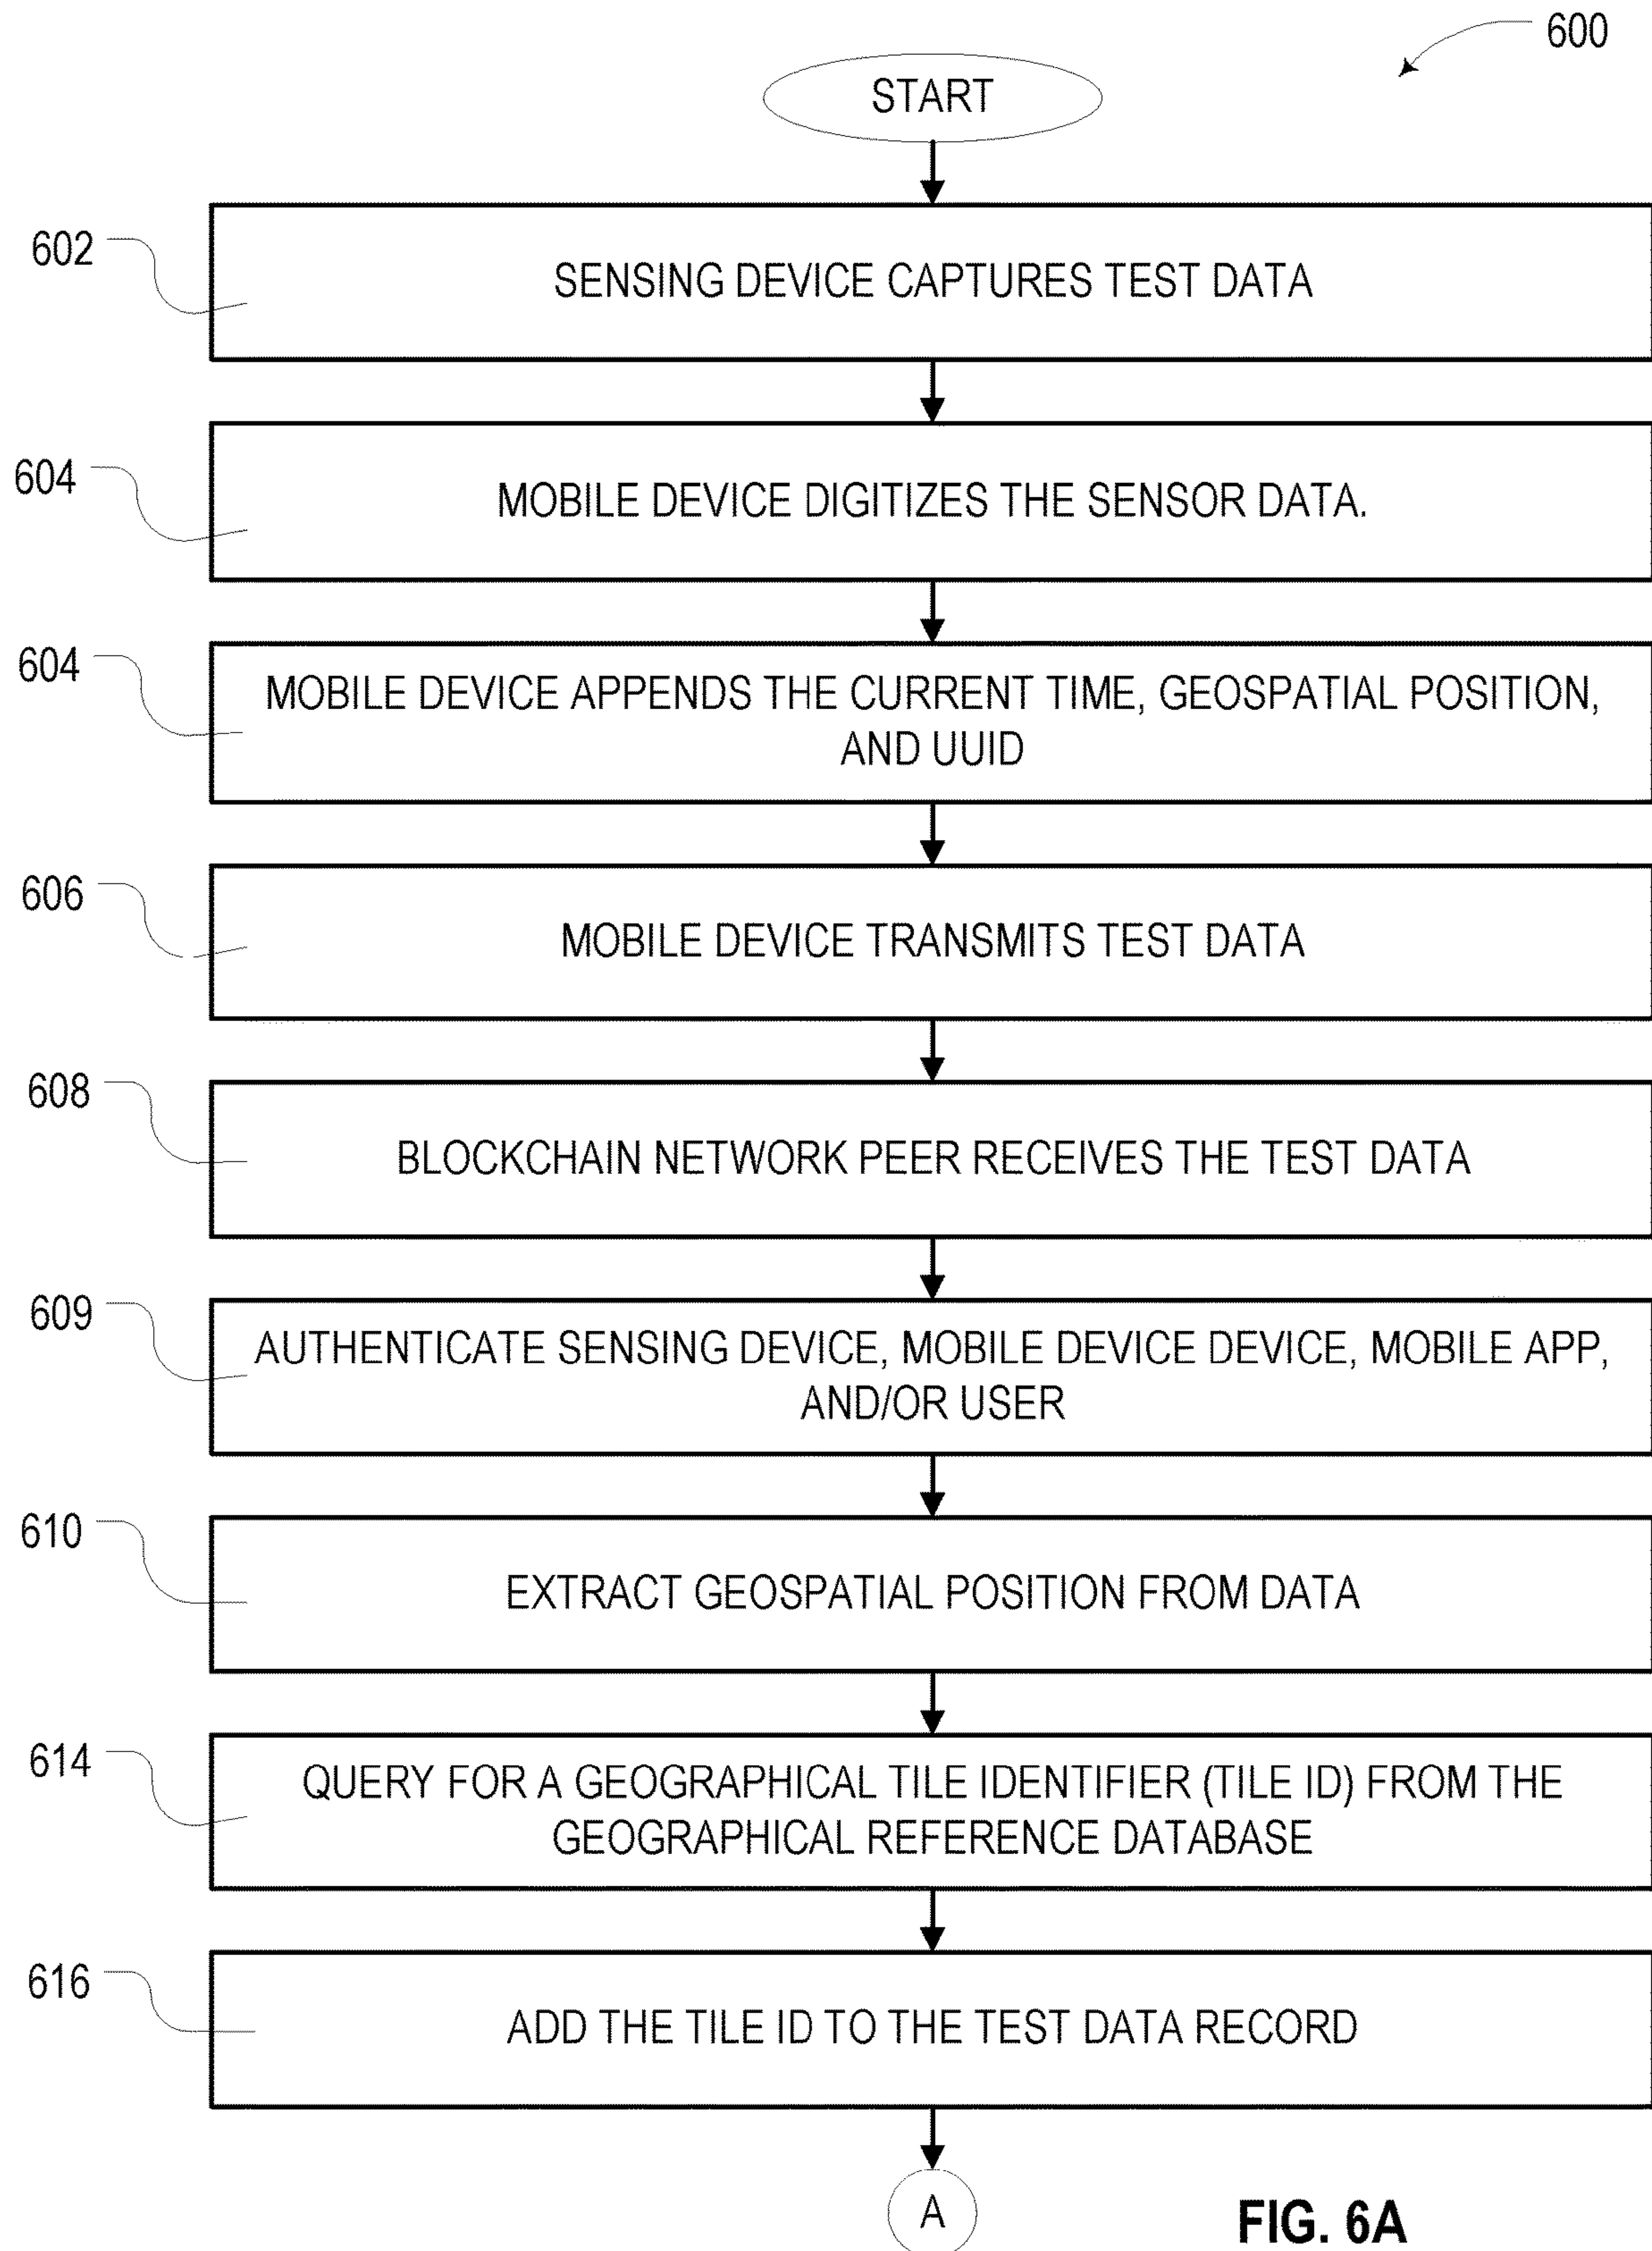 600
START
602
SENSING DEVICE CAPTURES TEST DATA
604
MOBILE DEVICE DIGITIZES THE SENSOR DATA.
604
MOBILE DEVICE APPENDS THE CURRENT TIME, GEOSPATIAL POSITION,
AND UUID
606
MOBILE DEVICE TRANSMITS TEST DATA
608
BLOCKCHAIN NETWORK PEER RECEIVES THE TEST DATA
609
AUTHENTICATE SENSING DEVICE, MOBILE DEVICE DEVICE, MOBILE APP,
AND/OR USER
610
EXTRACT GEOSPATIAL POSITION FROM DATA
614
QUERY FOR A GEOGRAPHICAL TILE IDENTIFIER (TILE ID) FROM THE
GEOGRAPHICAL REFERENCE DATABASE
616
ADD THE TILE ID TO THE TEST DATA RECORD
A
FIG. 6A